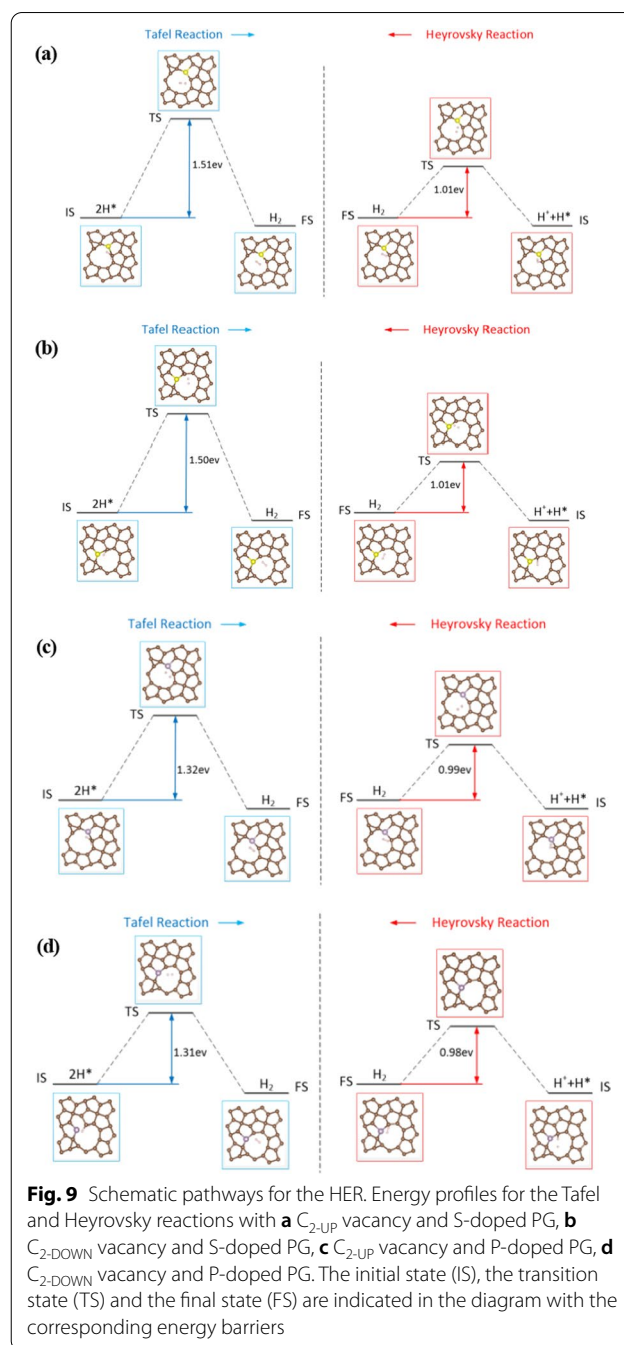 Tafel Reaction
Heyrovsky Reaction
(a)
TS
TS
1.51ev
1.01ev
IS 2H*
H₂ FS
FS H₂
H⁺+H* IS
Tafel Reaction
Heyrovsky Reaction
(b)
TS
TS
1.50ev
1.01ev
IS 2H*
H₂ FS
FS H₂
H⁺+H* IS
Tafel Reaction
Heyrovsky Reaction
(c)
TS
TS
1.32ev
0.99ev
IS 2H*
H₂ FS
FS H₂
H⁺+H* IS
Tafel Reaction
Heyrovsky Reaction
(d)
TS
TS
1.31ev
0.98ev
IS 2H*
H₂ FS
FS H₂
H⁺+H* IS
Fig. 9 Schematic pathways for the HER. Energy profiles for the Tafel
and Heyrovsky reactions with a C2-UP vacancy and S-doped PG, b
C2-DOWN vacancy and S-doped PG, c C2-UP vacancy and P-doped PG, d
C2-DOWN vacancy and P-doped PG. The initial state (IS), the transition
state (TS) and the final state (FS) are indicated in the diagram with the
corresponding energy barriers